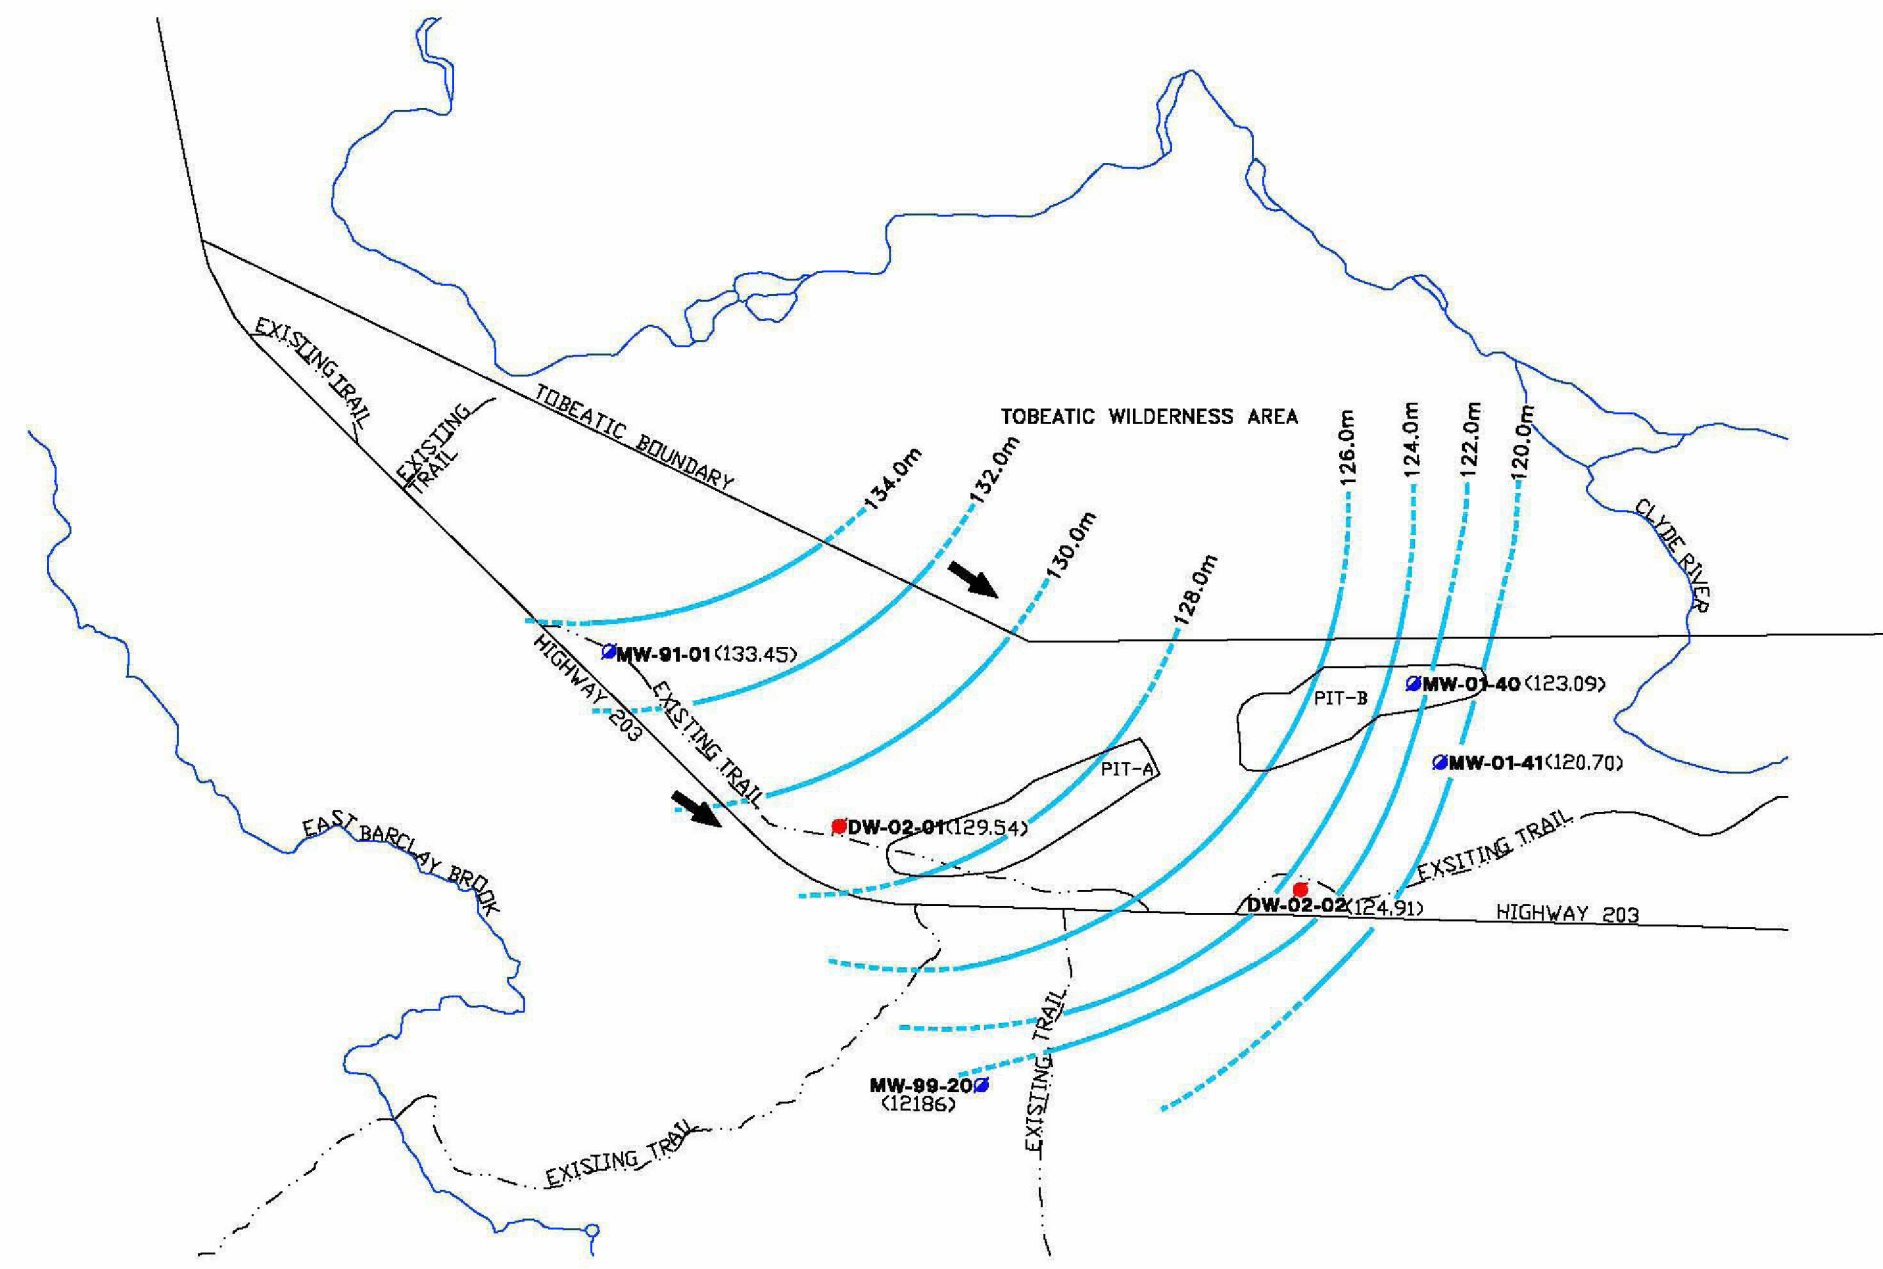 EXISTING TRAIL
EXISTING
TRAIL
TOBEATIC BOUNDARY
TOBEATIC WILDERNESS AREA
134.0m
132.0m
130.0m
128.0m
126.0m
124.0m
122.0m
120.0m
CLYDE RIVER
MW-91-01(133.45)
HIGHWAY 203
EXISTING TRAIL
PIT-B
MW-01-40(123.09)
MW-01-41(120.70)
PIT-A
DW-02-01(129.54)
EXSITING TRAIL
EAST BARCLAY BROOK
DW-02-02(124.91)
HIGHWAY 203
EXISTING TRAIL
MW-99-20
(12186)
EXISTING TRAIL